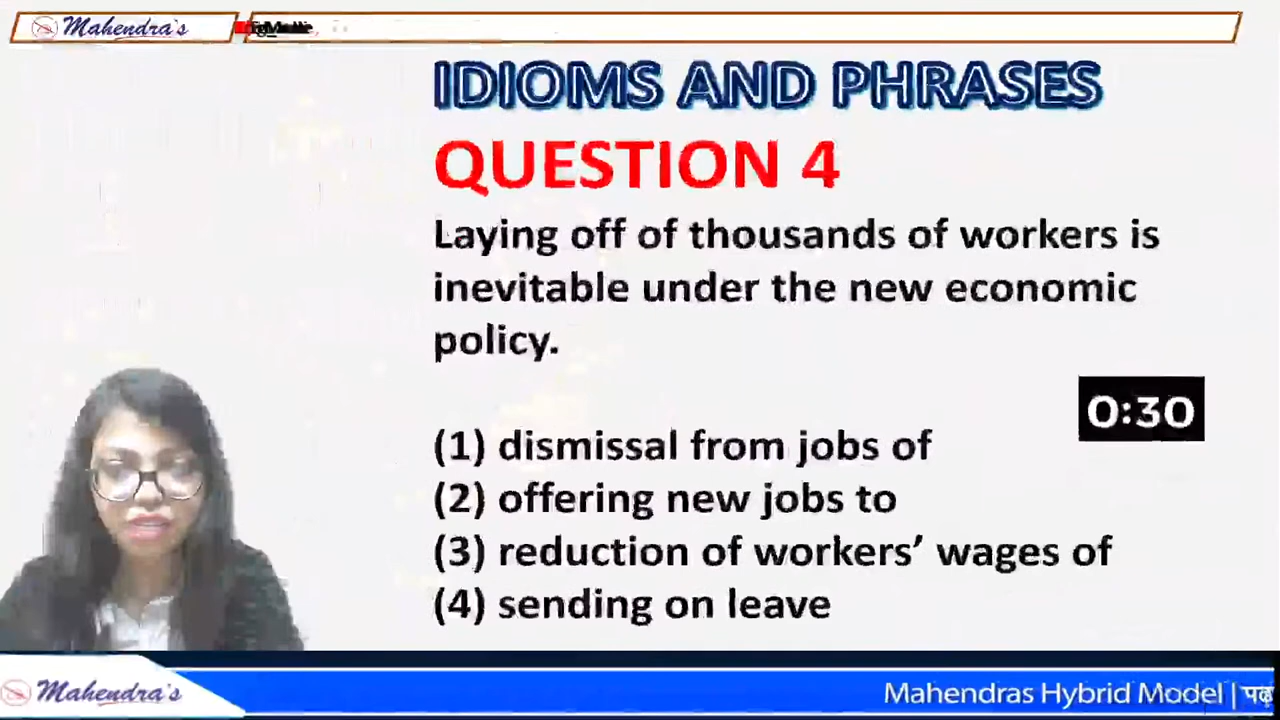 Mahendra's
IDIOMS AND PHRASES
QUESTION 4
Laying off of thousands of workers is
inevitable under the new economic
policy.
0:30
(1) dismissal from jobs of
(2) offering new jobs to
(3) reduction of workers’ wages of
(4) sending on leave
Mahendra's
Mahendras Hybrid Model | पढ़